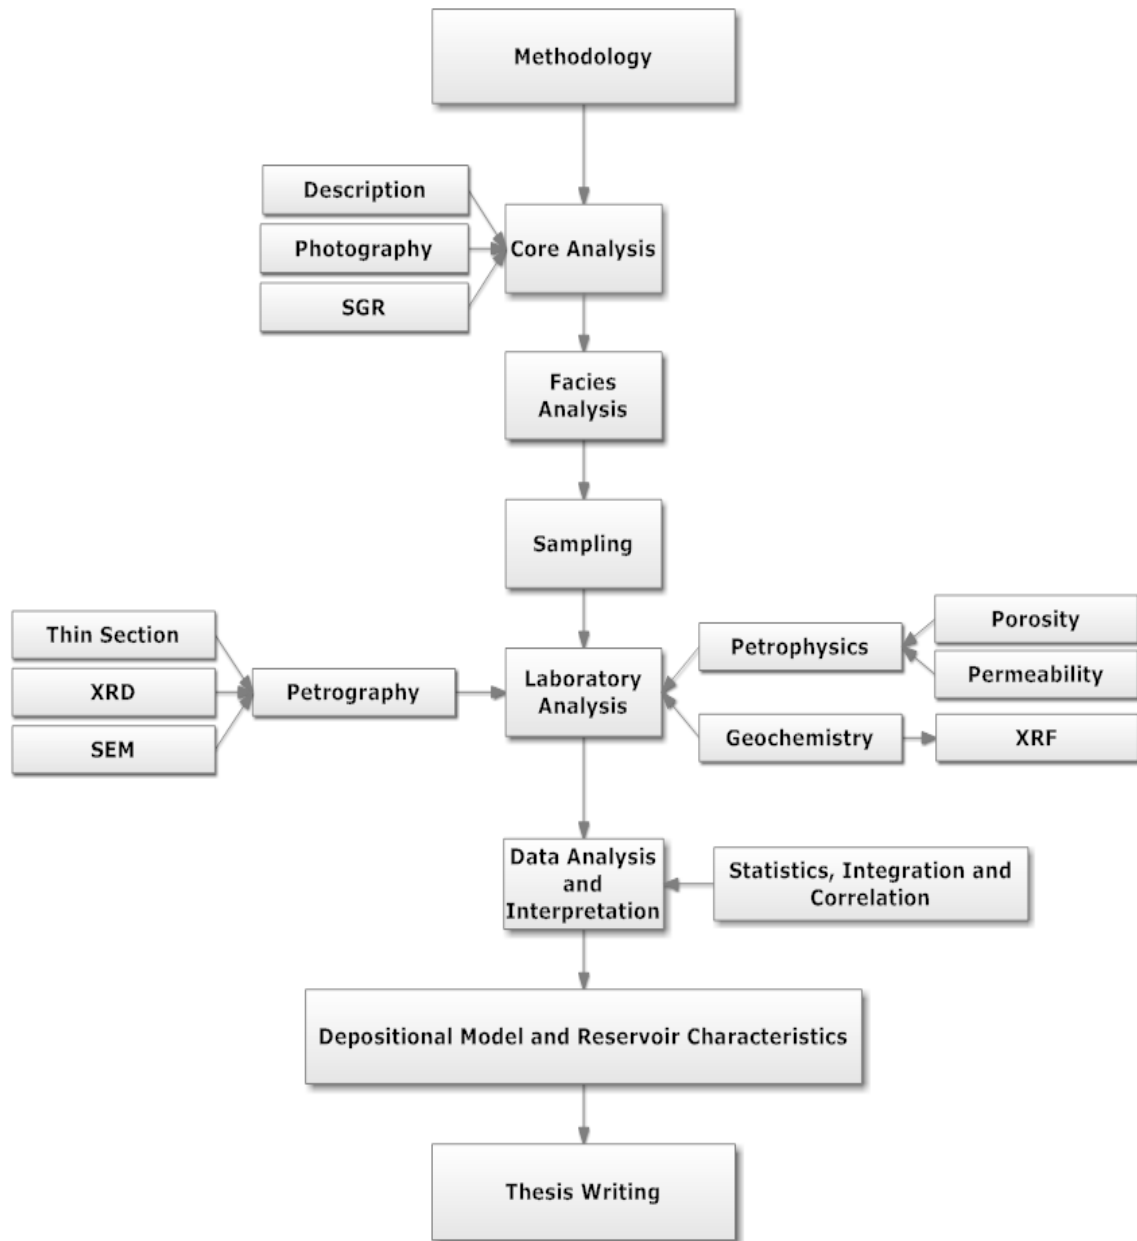 Methodology
Description
Photography
SGR
Core Analysis
Facies
Analysis
Sampling
Thin Section
XRD
SEM
Petrography
Laboratory
Analysis
Petrophysics
Geochemistry
Porosity
Permeability
XRF
Data Analysis
and
Interpretation
Statistics, Integration and
Correlation
Depositional Model and Reservoir Characteristics
Thesis Writing